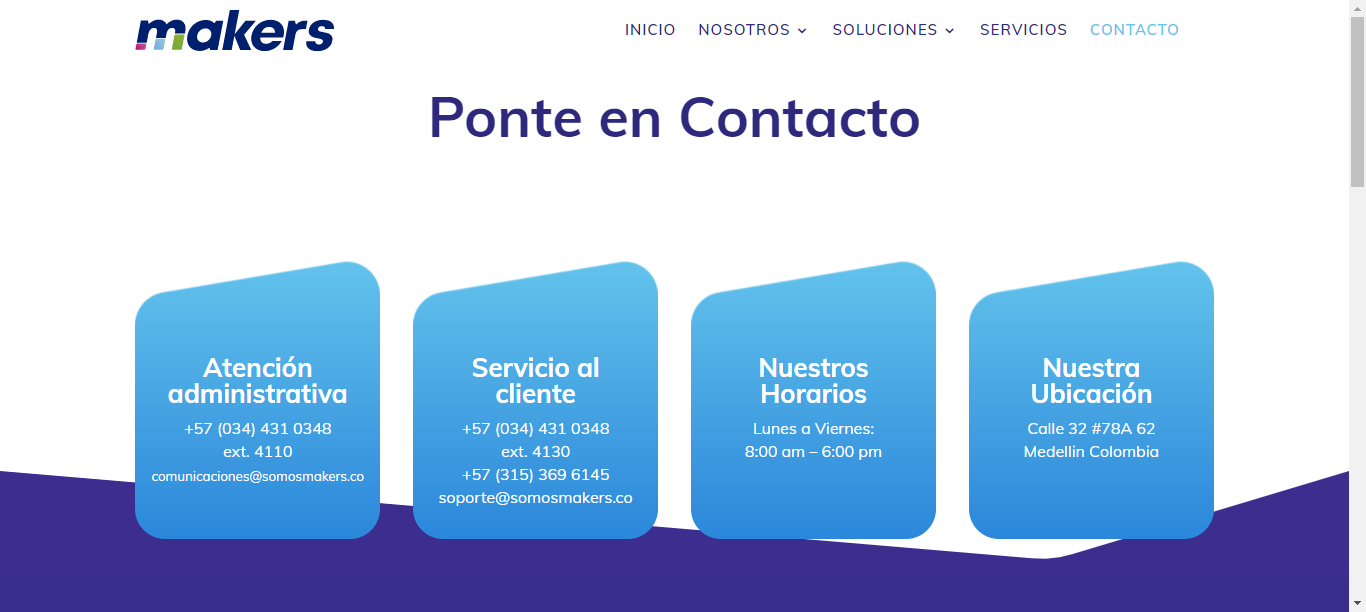 makers
INICIO NOSOTROS SOLUCIONES SERVICIOS CONTACTO
Ponte en Contacto
Atención
administrativa
+57 (034) 431 0348
ext. 4110
comunicaciones@somosmakers.co
Servicio al
cliente
+57 (034) 431 0348
ext. 4130
+57 (315) 369 6145
soporte@somosmakers.co
Nuestros
Horarios
Lunes a Viernes:
8:00 am – 6:00 pm
Nuestra
Ubicación
Calle 32 #78A 62
Medellin Colombia